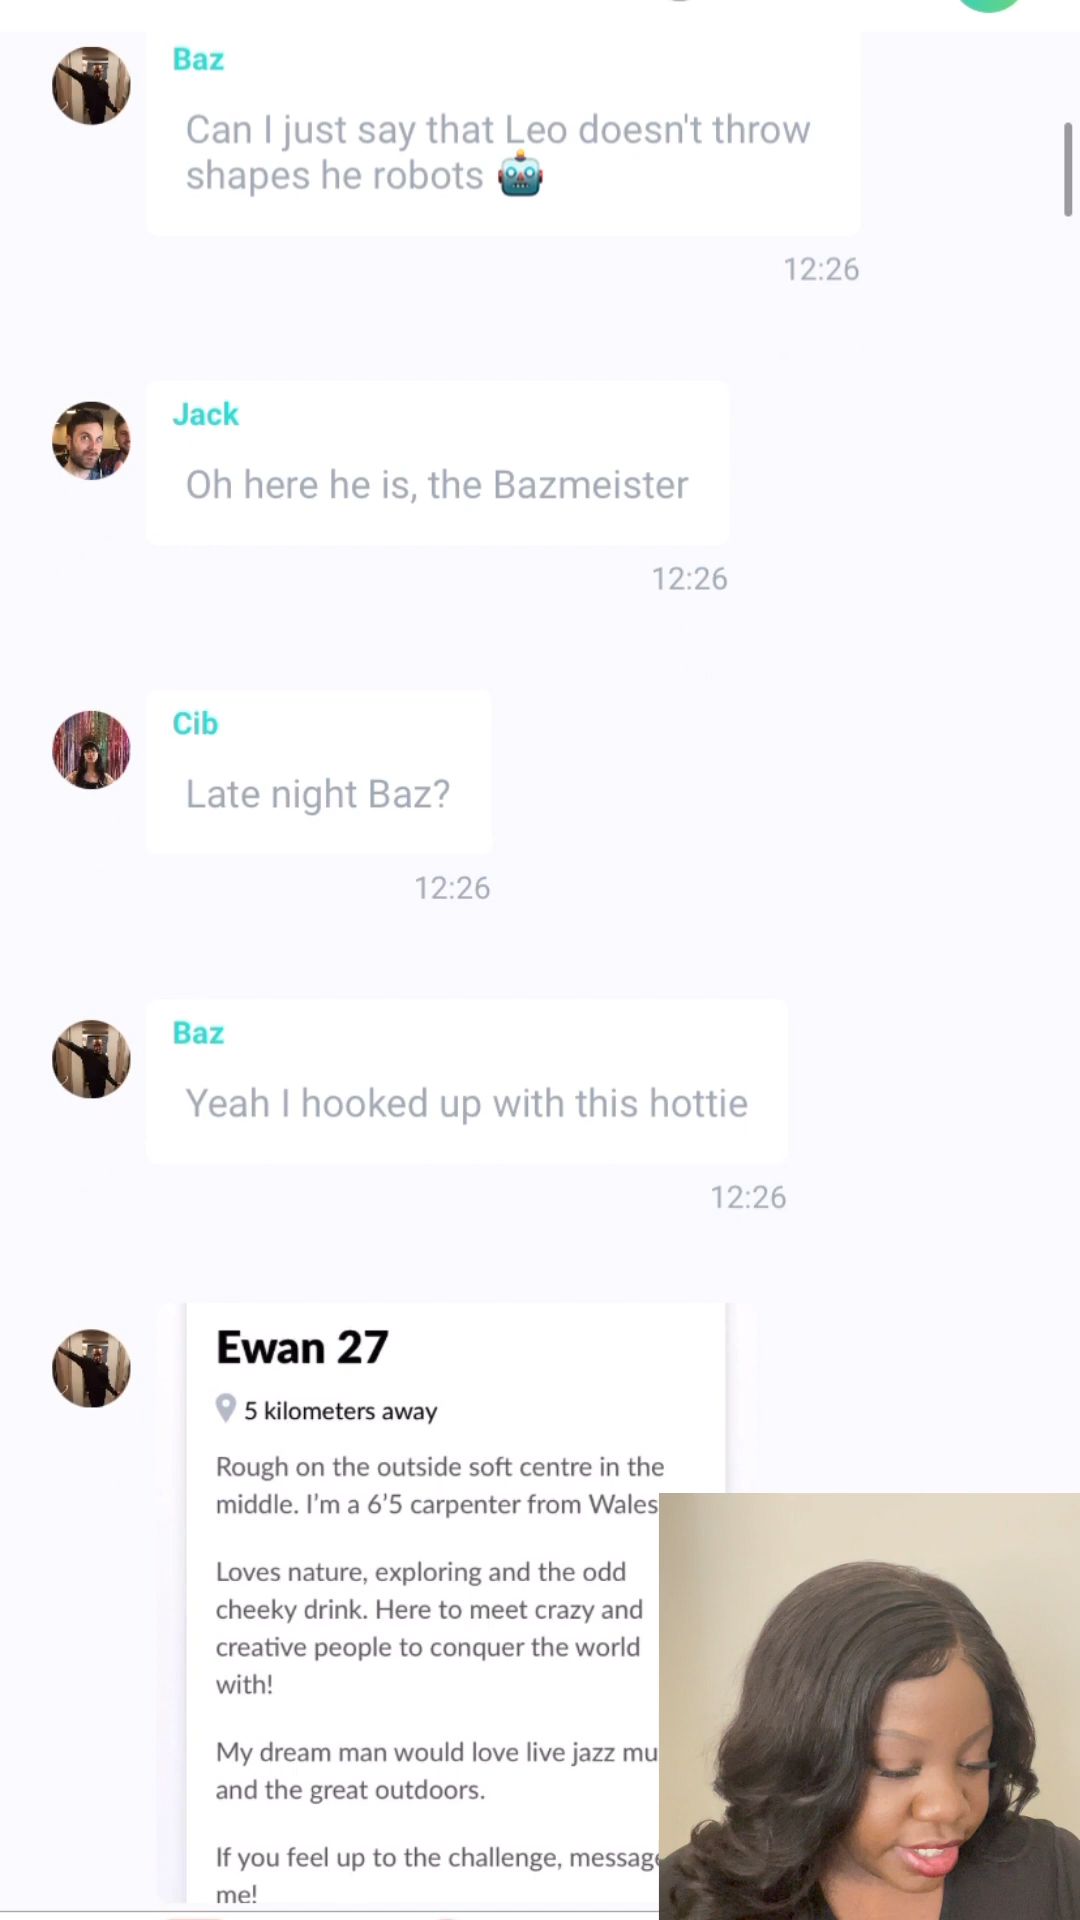 Baz
Can I just say that Leo doesn't throw
shapes he robots
12:26
Jack
Oh here he is, the Bazmeister
12:26
Cib
Late night Baz?
12:26
Baz
Yeah I hooked up with this hottie
12:26
Ewan 27
5 kilometers away
Rough on the outside soft centre in the
middle. I'm a 6'5 carpenter from Wales
Loves nature, exploring and the odd
cheeky drink. Here to meet crazy and
creative people to conquer the world
with!
My dream man would love live jazz mu
and the great outdoors.
If you feel up to the challenge, message
me!